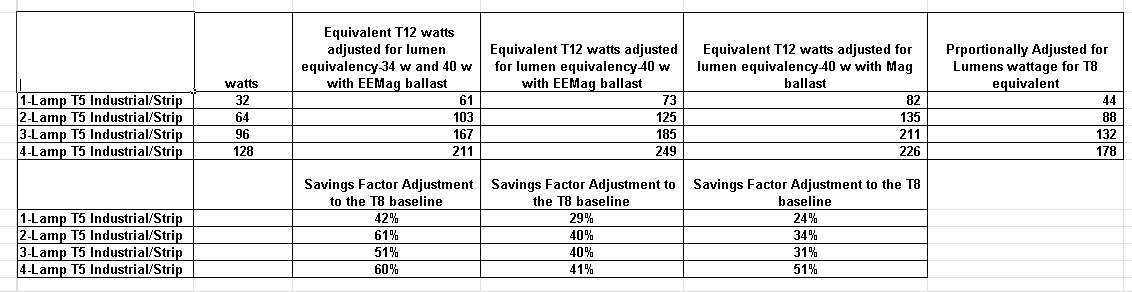 Equivalent T12 watts
adjusted for lumen
equivalency-34 w and 40 w
with EEMag ballast
Equivalent T12 watts adjusted
for lumen equivalency-40 w
with EEMag ballast
Equivalent T12 watts adjusted for
lumen equivalency-40 w with Mag
ballast
Prportionally Adjusted for
Lumens wattage for T8
equivalent
watts
1-Lamp T5 Industrial/Strip 32 61 73 82 44
2-Lamp T5 Industrial/Strip 64 103 125 135 88
3-Lamp T5 Industrial/Strip 96 167 185 211 132
4-Lamp T5 Industrial/Strip 128 211 249 226 178
Savings Factor Adjustment
to the T8 baseline
Savings Factor Adjustment to
the T8 baseline
Savings Factor Adjustment to the T8
baseline
1-Lamp T5 Industrial/Strip 42% 29% 24%
2-Lamp T5 Industrial/Strip 61% 40% 34%
3-Lamp T5 Industrial/Strip 51% 40% 31%
4-Lamp T5 Industrial/Strip 60% 41% 51%